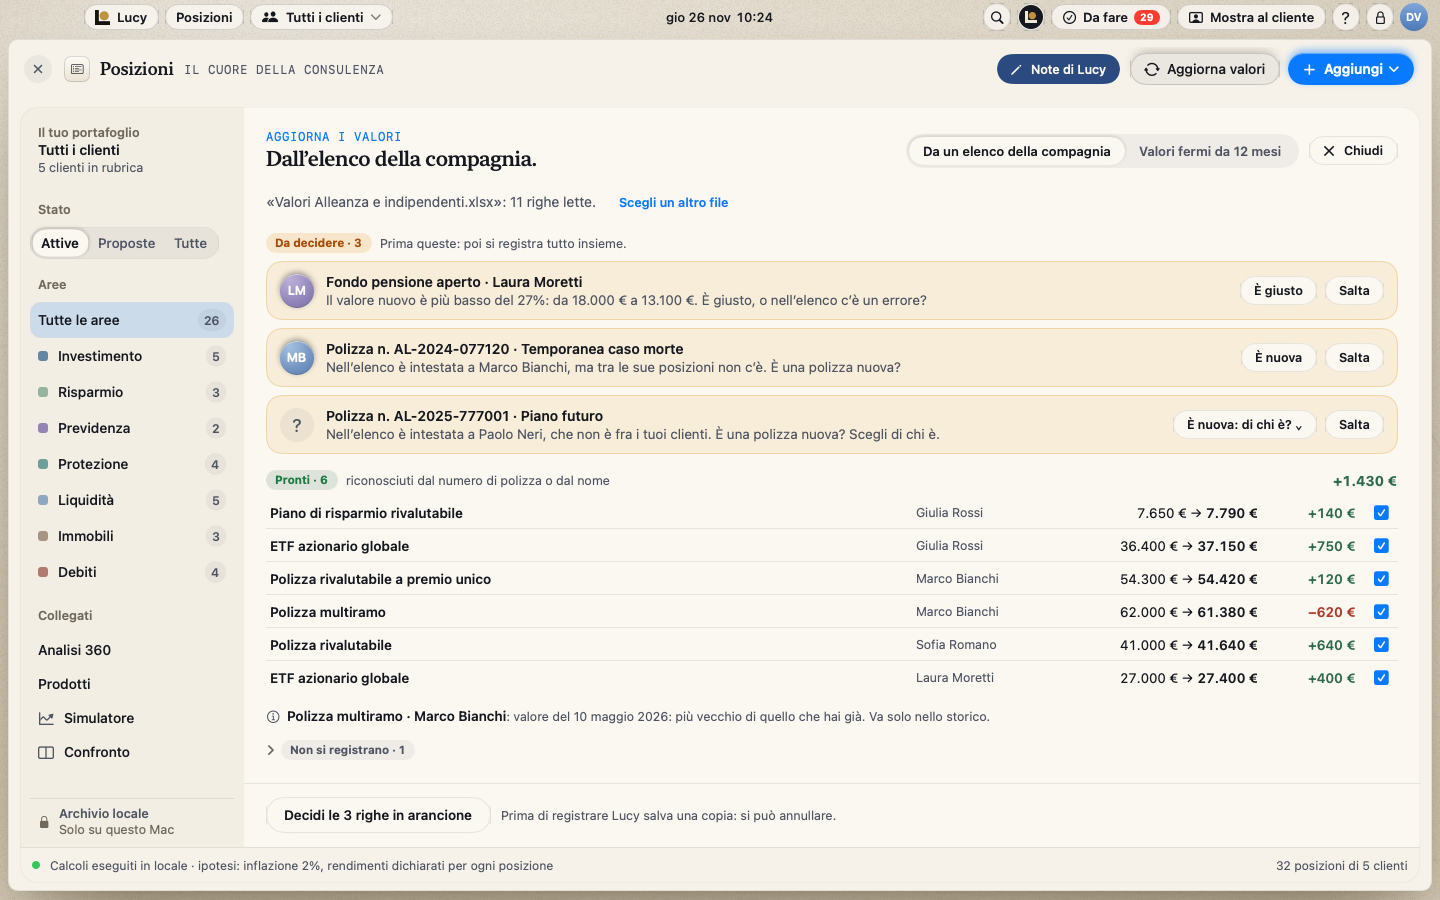 Lucy
Posizioni
Tutti i clienti
gio 26 nov 10:24
Da fare 29
Mostra al cliente
?
DV
Posizioni IL CUORE DELLA CONSULENZA
Note di Lucy
Aggiorna valori
Aggiungi
Il tuo portafoglio
Tutti i clienti
5 clienti in rubrica
Stato
Attive Proposte Tutte
Aree
Tutte le aree 26
Investimento 5
Risparmio 3
Previdenza 2
Protezione 4
Liquidità 5
Immobili 3
Debiti 4
Collegati
Analisi 360
Prodotti
Simulatore
Confronto
Archivio locale
Solo su questo Mac
AGGIORNA I VALORI
Dall’elenco della compagnia.
Da un elenco della compagnia Valori fermi da 12 mesi
Chiudi
«Valori Alleanza e indipendenti.xlsx»: 11 righe lette. Scegli un altro file
Da decidere · 3 Prima queste: poi si registra tutto insieme.
LM
Fondo pensione aperto · Laura Moretti
Il valore nuovo è più basso del 27%: da 18.000 € a 13.100 €. È giusto, o nell’elenco c’è un errore?
È giusto Salta
MB
Polizza n. AL-2024-077120 · Temporanea caso morte
Nell’elenco è intestata a Marco Bianchi, ma tra le sue posizioni non c’è. È una polizza nuova?
È nuova Salta
?
Polizza n. AL-2025-777001 · Piano futuro
Nell’elenco è intestata a Paolo Neri, che non è fra i tuoi clienti. È una polizza nuova? Scegli di chi è.
È nuova: di chi è? Salta
Pronti · 6 riconosciuti dal numero di polizza o dal nome +1.430 €
Piano di risparmio rivalutabile Giulia Rossi 7.650 € → 7.790 € +140 €
ETF azionario globale Giulia Rossi 36.400 € → 37.150 € +750 €
Polizza rivalutabile a premio unico Marco Bianchi 54.300 € → 54.420 € +120 €
Polizza multiramo Marco Bianchi 62.000 € → 61.380 € −620 €
Polizza rivalutabile Sofia Romano 41.000 € → 41.640 € +640 €
ETF azionario globale Laura Moretti 27.000 € → 27.400 € +400 €
Polizza multiramo · Marco Bianchi: valore del 10 maggio 2026: più vecchio di quello che hai già. Va solo nello storico.
Non si registrano · 1
Decidi le 3 righe in arancione Prima di registrare Lucy salva una copia: si può annullare.
Calcoli eseguiti in locale · ipotesi: inflazione 2%, rendimenti dichiarati per ogni posizione
32 posizioni di 5 clienti